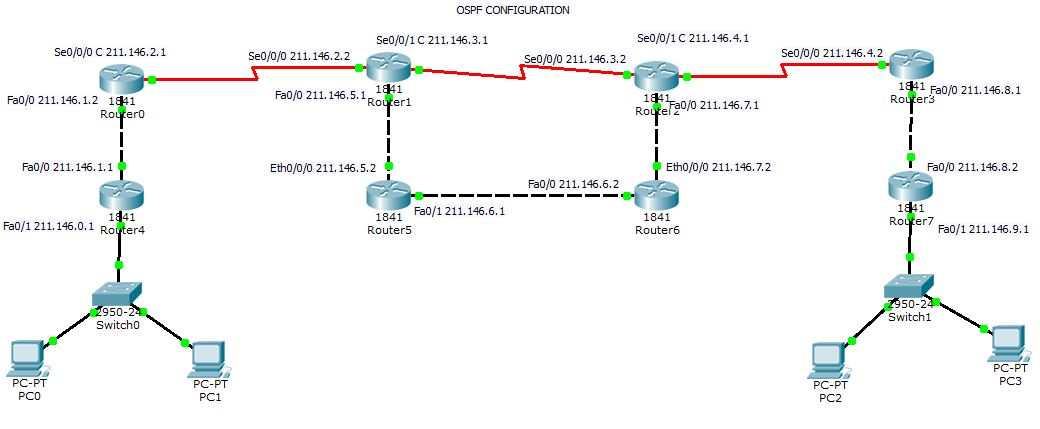 OSPF CONFIGURATION
Se0/0/0 C 211.146.2.1
Se0/0/0 211.146.2.2
Se0/0/1 C 211.146.3.1
Se0/0/0 211.146.3.2
Se0/0/1 C 211.146.4.1
Se0/0/0 211.146.4.2
Fa0/0 211.146.1.2
1841
Router0
Fa0/0 211.146.5.1
1841
Router1
1841
Router2
Fa0/0 211.146.7.1
1841
Router3
Fa0/0 211.146.8.1
Fa0/0 211.146.1.1
1841
Router4
Fa0/1 211.146.0.1
Eth0/0/0 211.146.5.2
1841
Router5
Fa0/1 211.146.6.1
Fa0/0 211.146.6.2
Eth0/0/0 211.146.7.2
1841
Router6
Fa0/0 211.146.8.2
1841
Router7
Fa0/1 211.146.9.1
2950-24
Switch0
2950-24
Switch1
PC-PT
PC0
PC-PT
PC1
PC-PT
PC2
PC-PT
PC3